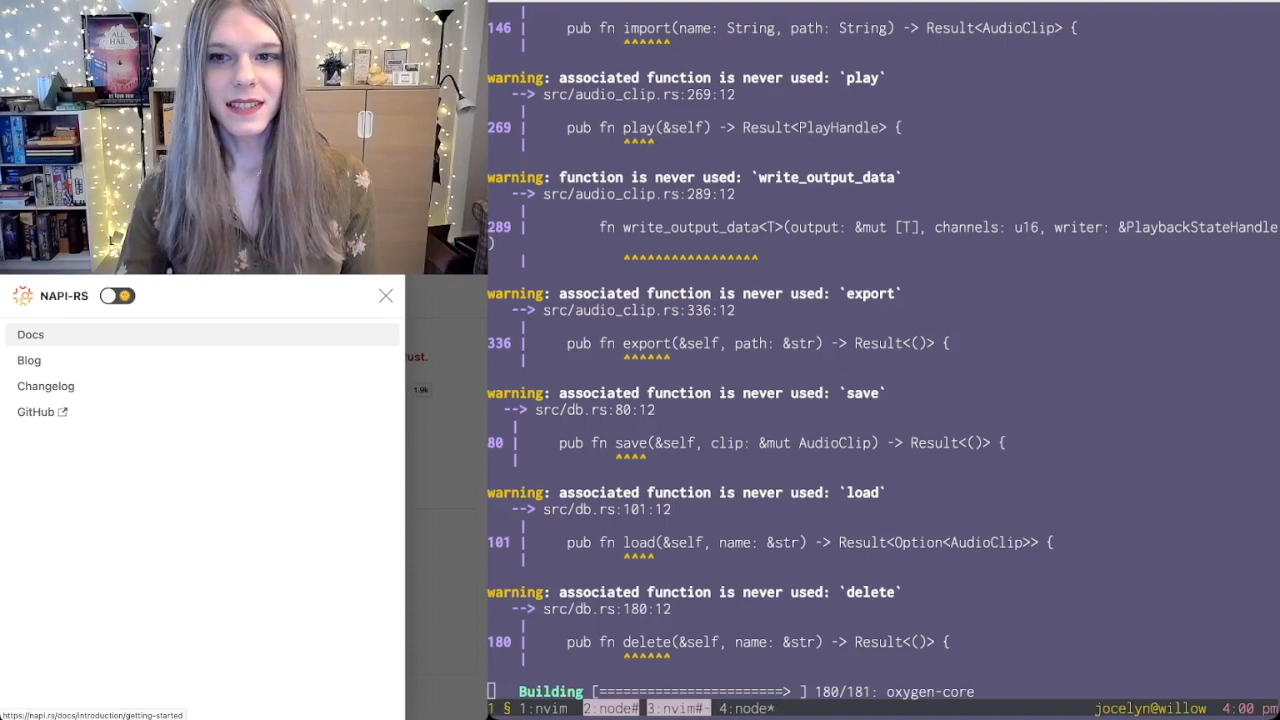 ALL
HAIL
NAPI-RS
Docs
Blog
Changelog
GitHub
ust.
1.9k
https://napi.rs/docs/introduction/getting-started
146 |     pub fn import(name: String, path: String) -> Result<AudioClip> {
    |            ^^^^^^
warning: associated function is never used: `play`
--> src/audio_clip.rs:269:12
|
269 |     pub fn play(&self) -> Result<PlayHandle> {
    |            ^^^^
warning: function is never used: `write_output_data`
--> src/audio_clip.rs:289:12
|
289 |         fn write_output_data<T>(output: &mut [T], channels: u16, writer: &PlaybackStateHandle
)
    |            ^^^^^^^^^^^^^^^^^
warning: associated function is never used: `export`
--> src/audio_clip.rs:336:12
|
336 |     pub fn export(&self, path: &str) -> Result<()> {
    |            ^^^^^^
warning: associated function is never used: `save`
--> src/db.rs:80:12
|
80 |     pub fn save(&self, clip: &mut AudioClip) -> Result<()> {
   |            ^^^^
warning: associated function is never used: `load`
--> src/db.rs:101:12
|
101 |     pub fn load(&self, name: &str) -> Result<Option<AudioClip>> {
    |            ^^^^
warning: associated function is never used: `delete`
--> src/db.rs:180:12
|
180 |     pub fn delete(&self, name: &str) -> Result<()> {
    |            ^^^^^^
Building [=======================> ] 180/181: oxygen-core
1 § 1:nvim 2:node# 3:nvim#- 4:node* jocelyn@willow 4:00 pm